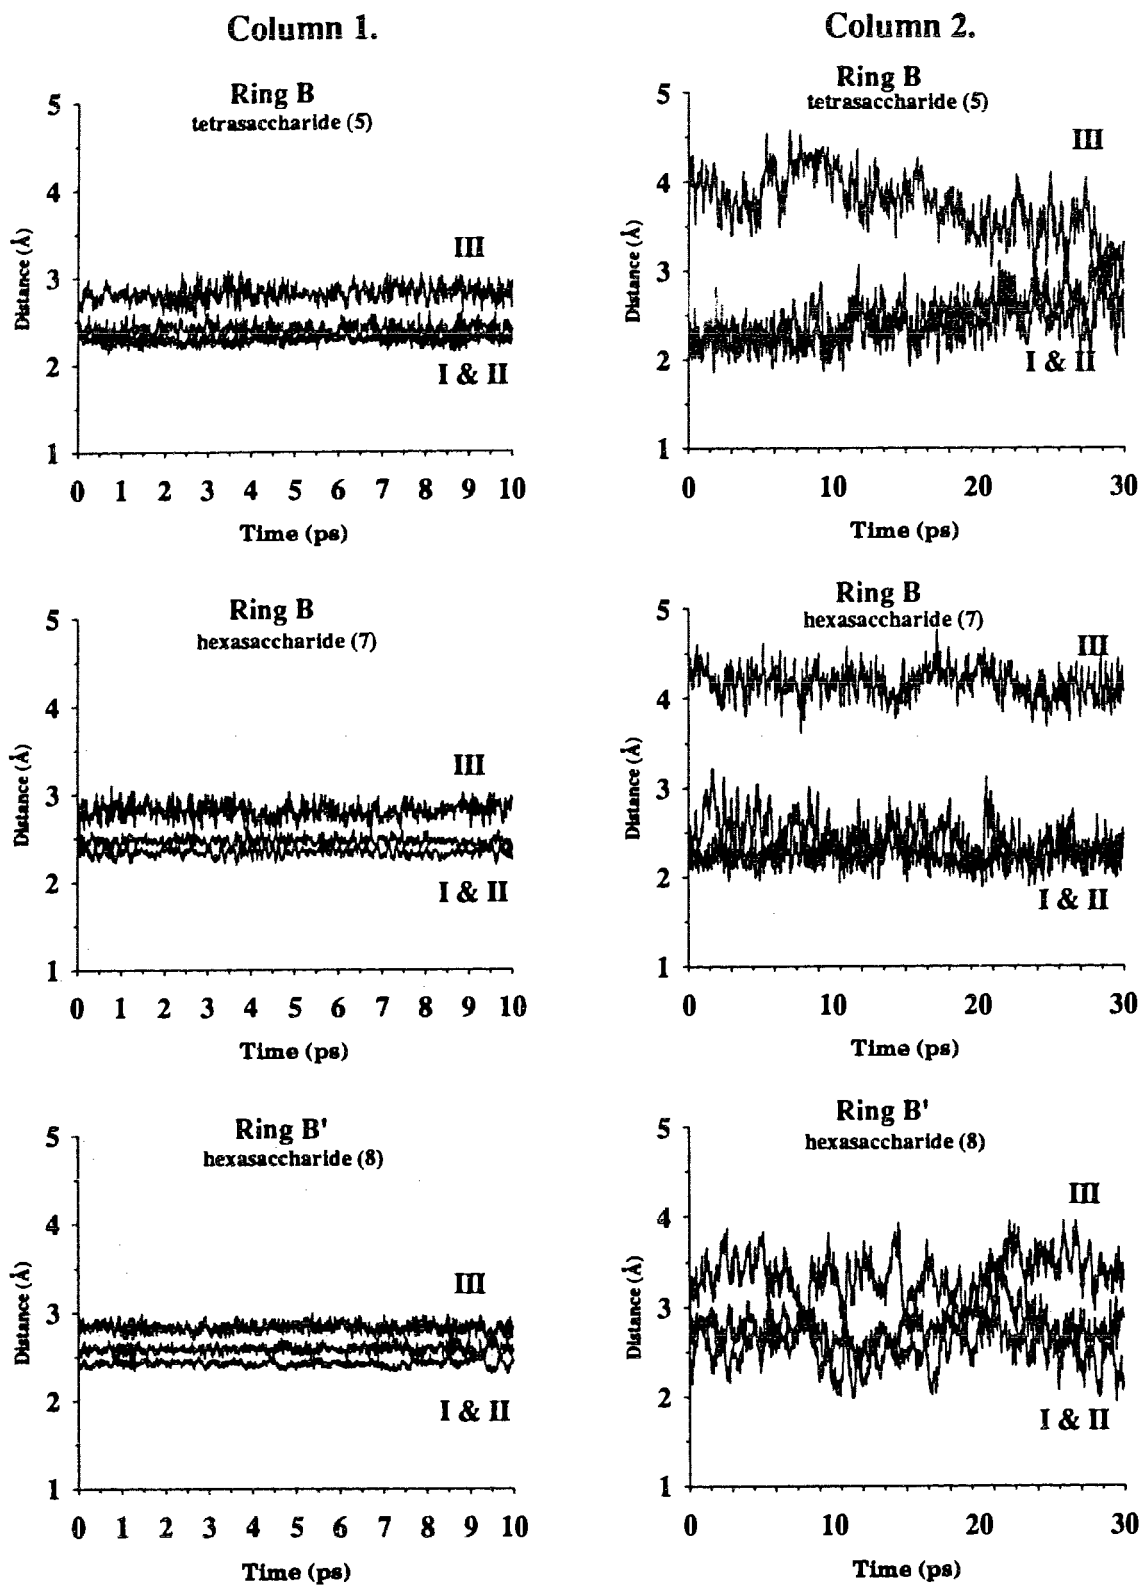 Column 1.
Ring B
tetrasaccharide (5)
5
4
3
2
1
Distance (Å)
III
I & II
0 1 2 3 4 5 6 7 8 9 10
Time (ps)
Ring B
hexasaccharide (7)
5
4
3
2
1
Distance (Å)
III
I & II
0 1 2 3 4 5 6 7 8 9 10
Time (ps)
Ring B'
hexasaccharide (8)
5
4
3
2
1
Distance (Å)
III
I & II
0 1 2 3 4 5 6 7 8 9 10
Time (ps)
Column 2.
Ring B
tetrasaccharide (5)
5
4
3
2
1
Distance (Å)
III
I & II
0 10 20 30
Time (ps)
Ring B
hexasaccharide (7)
5
4
3
2
1
Distance (Å)
III
I & II
0 10 20 30
Time (ps)
Ring B'
hexasaccharide (8)
5
4
3
2
1
Distance (Å)
III
I & II
0 10 20 30
Time (ps)